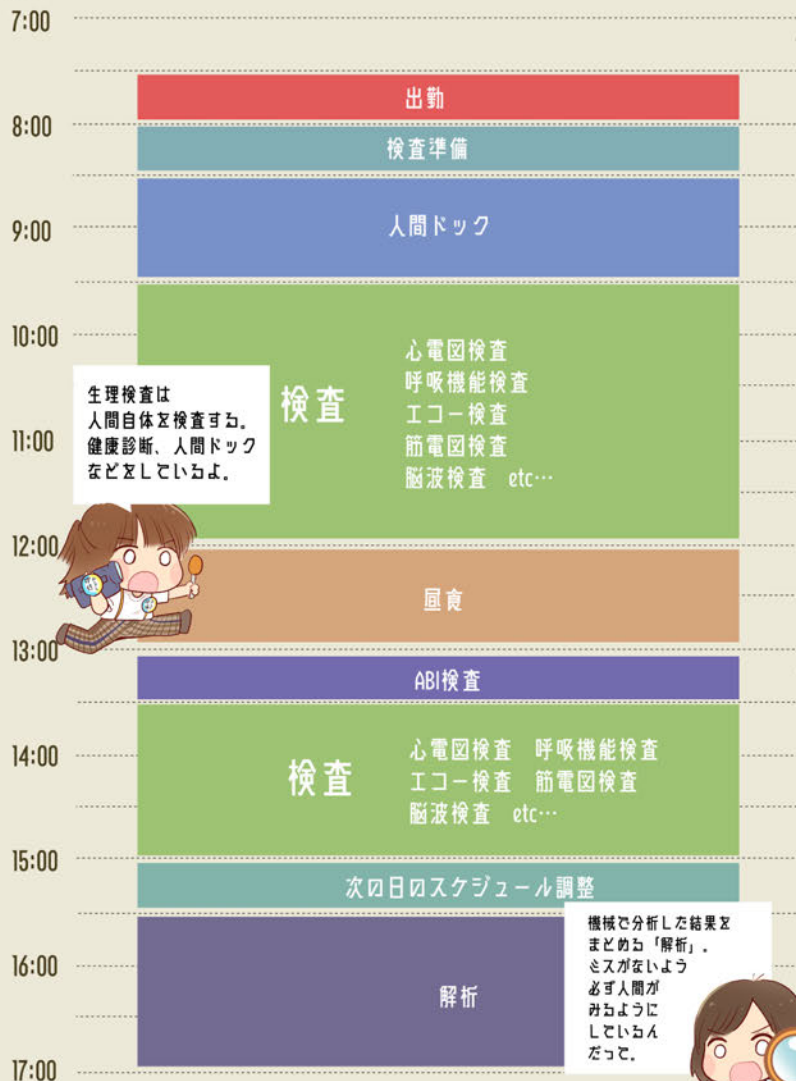 7:00
出勤
8:00
検査準備
人間ドック
9:00
10:00
心電図検査
呼吸機能検査
検査
エコー検査
筋電図検査
脳波検査 etc…
生理検査は
人間自体を検査する。
健康診断、人間ドック
などをしているよ。
11:00
12:00
昼食
13:00
ABI検査
14:00
検査
心電図検査 呼吸機能検査
エコー検査 筋電図検査
脳波検査 etc…
15:00
次の日のスケジュール調整
機械で分析した結果を
まとめる「解析」。
ミスがないよう
必ず人間が
みるように
しているん
だって。
16:00
解析
17:00